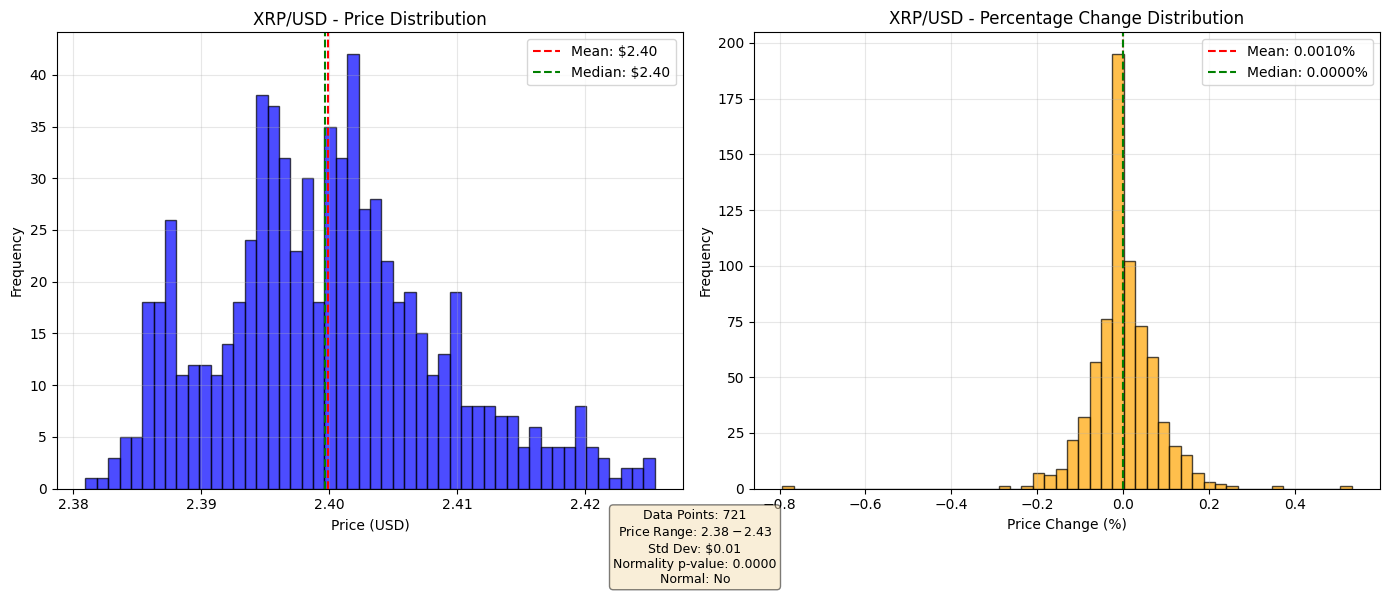 XRP/USD - Price Distribution
Mean: $2.40
Median: $2.40
40
35
30
25
20
15
10
5
0
Frequency
2.38
2.39
2.40
2.41
2.42
Price (USD)
XRP/USD - Percentage Change Distribution
Mean: 0.0010%
Median: 0.0000%
200
175
150
125
100
75
50
25
0
Frequency
−0.8
−0.6
−0.4
−0.2
0.0
0.2
0.4
Price Change (%)
Data Points: 721
Price Range: 2.38 − 2.43
Std Dev: $0.01
Normality p-value: 0.0000
Normal: No